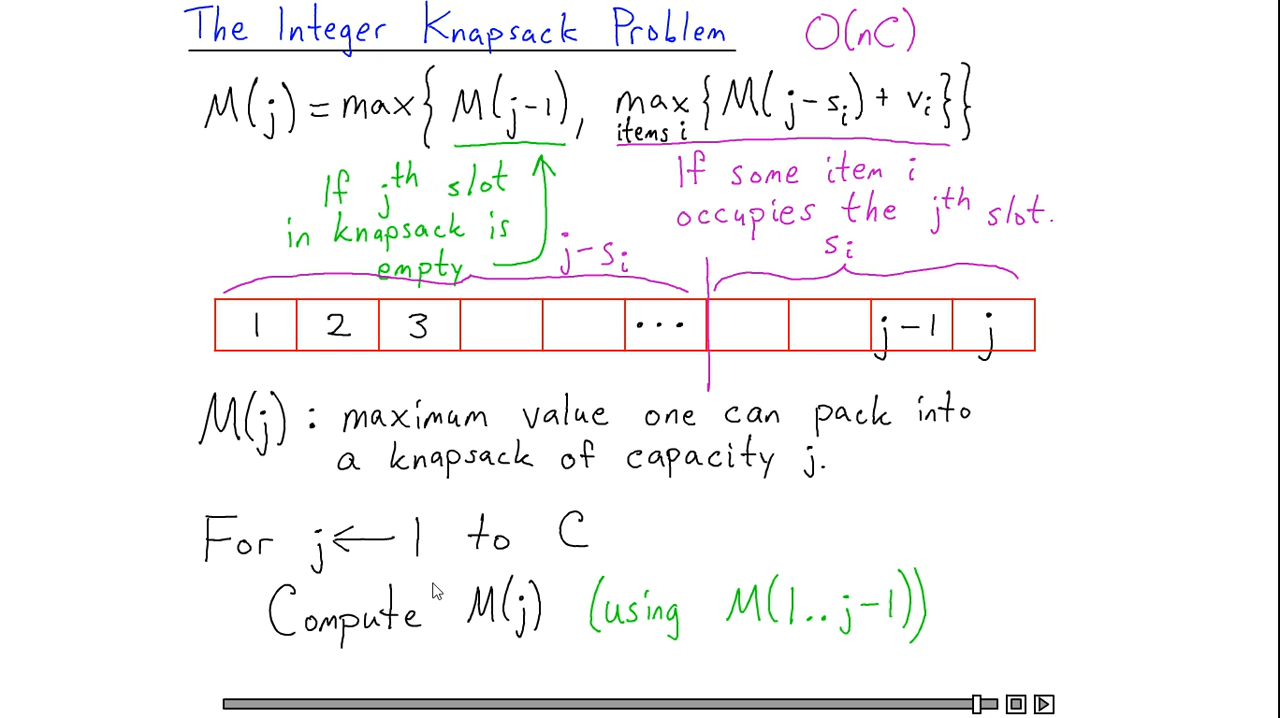 The Integer Knapsack Problem O(nC)
M(j) = max{ M(j-1), max items i { M(j-si) + vi } }
If jth slot
in knapsack is
empty
If some item i
occupies the jth slot.
j-si si
1 2 3 ... j-1 j
M(j) : maximum value one can pack into
a knapsack of capacity j.
For j ← 1 to C
Compute M(j) (using M(1..j-1))